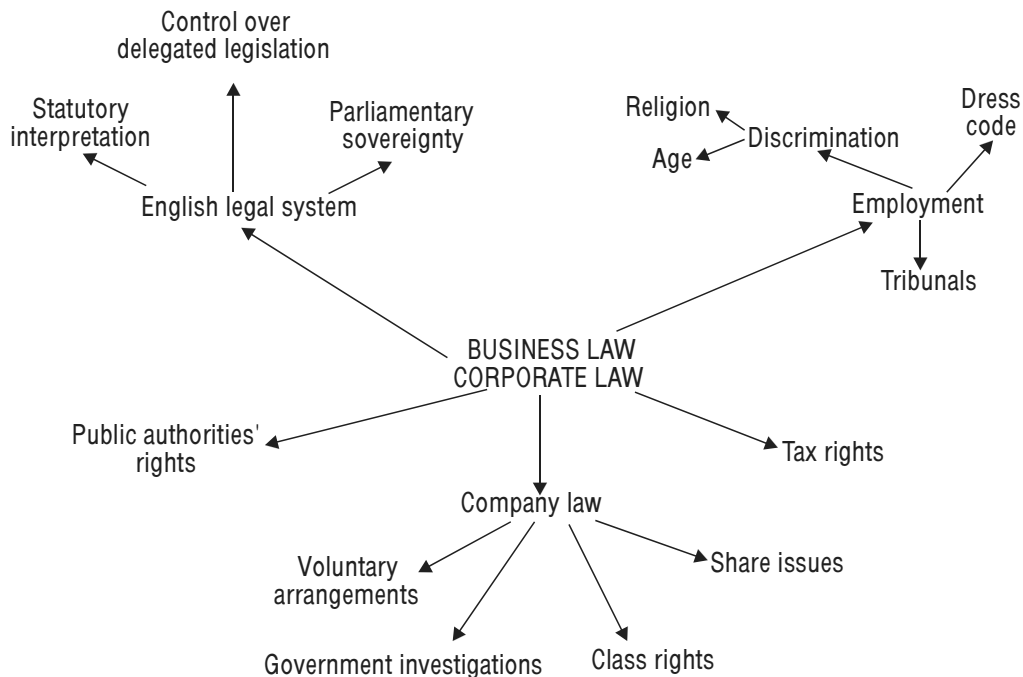 Control over
delegated legislation
Statutory
interpretation
Parliamentary
sovereignty
English legal system
Religion
Age
Discrimination
Dress
code
Employment
Tribunals
BUSINESS LAW
CORPORATE LAW
Public authorities'
rights
Tax rights
Company law
Voluntary
arrangements
Share issues
Government investigations
Class rights